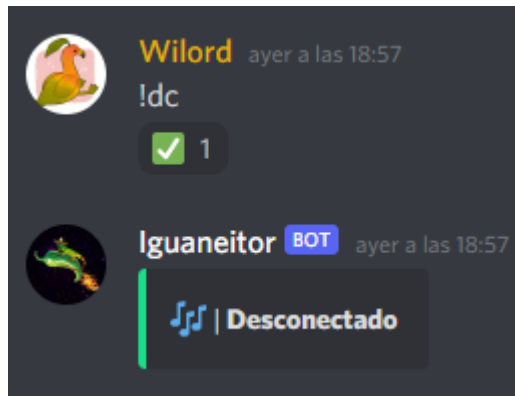 Wilord ayer a las 18:57
!dc
✅ 1
Iguaneitor BOT ayer a las 18:57
🎶 | Desconectado